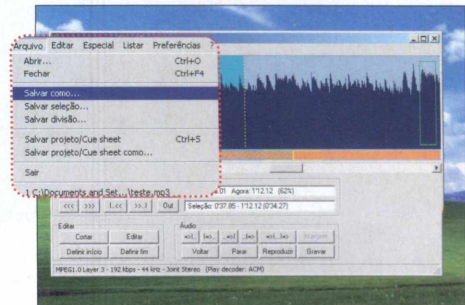 Arquivo Editar Especial Listar Preferências ?
Abrir... Ctrl+O
Fechar Ctrl+F4
Salvar como...
Salvar seleção...
Salvar divisão...
Salvar projeto/Cue sheet Ctrl+S
Salvar projeto/Cue sheet como...
Sair
1 C:\Documents and Set...\teste.mp3
01 Agora: 1'12.12 (62%)
<<< >>> !.<< >>.! Out Seleção: 0'37.85 - 1'12.12 (0'34.27)
Editar Áudio
Cortar Editar
Definir início Definir fim Voltar Parar Reproduzir Gravar
MPEG1.0 Layer 3 - 192 kbps - 44 kHz - Joint Stereo (Play decoder: ACM)